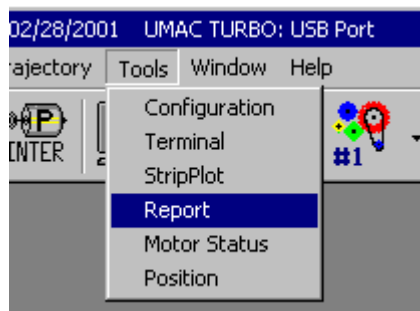 02/28/2001 UMAC TURBO: USB Port
rajectory Tools Window Help
P
INTER
#1
Configuration
Terminal
StripPlot
Report
Motor Status
Position